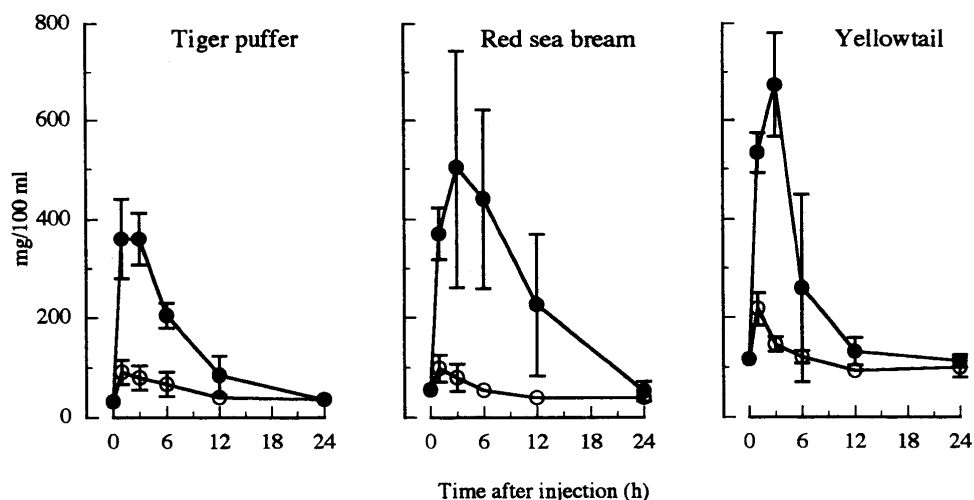 Tiger puffer
Red sea bream
Yellowtail
800
600
400
200
0
mg/100 ml
0 6 12 18 24
0 6 12 18 24
0 6 12 18 24
Time after injection (h)